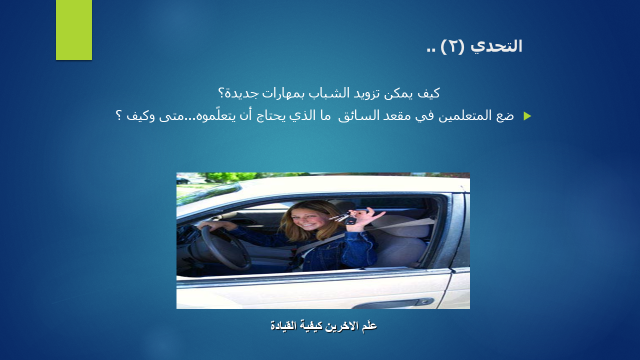 التحدي (٢) ..
كيف يمكن تزويد الشباب بمهارات جديدة؟
ضع المتعلمين في مقعد السائق ما الذي يحتاج أن يتعلّموه...متى وكيف ؟
علم الاخرين كيفية القيادة